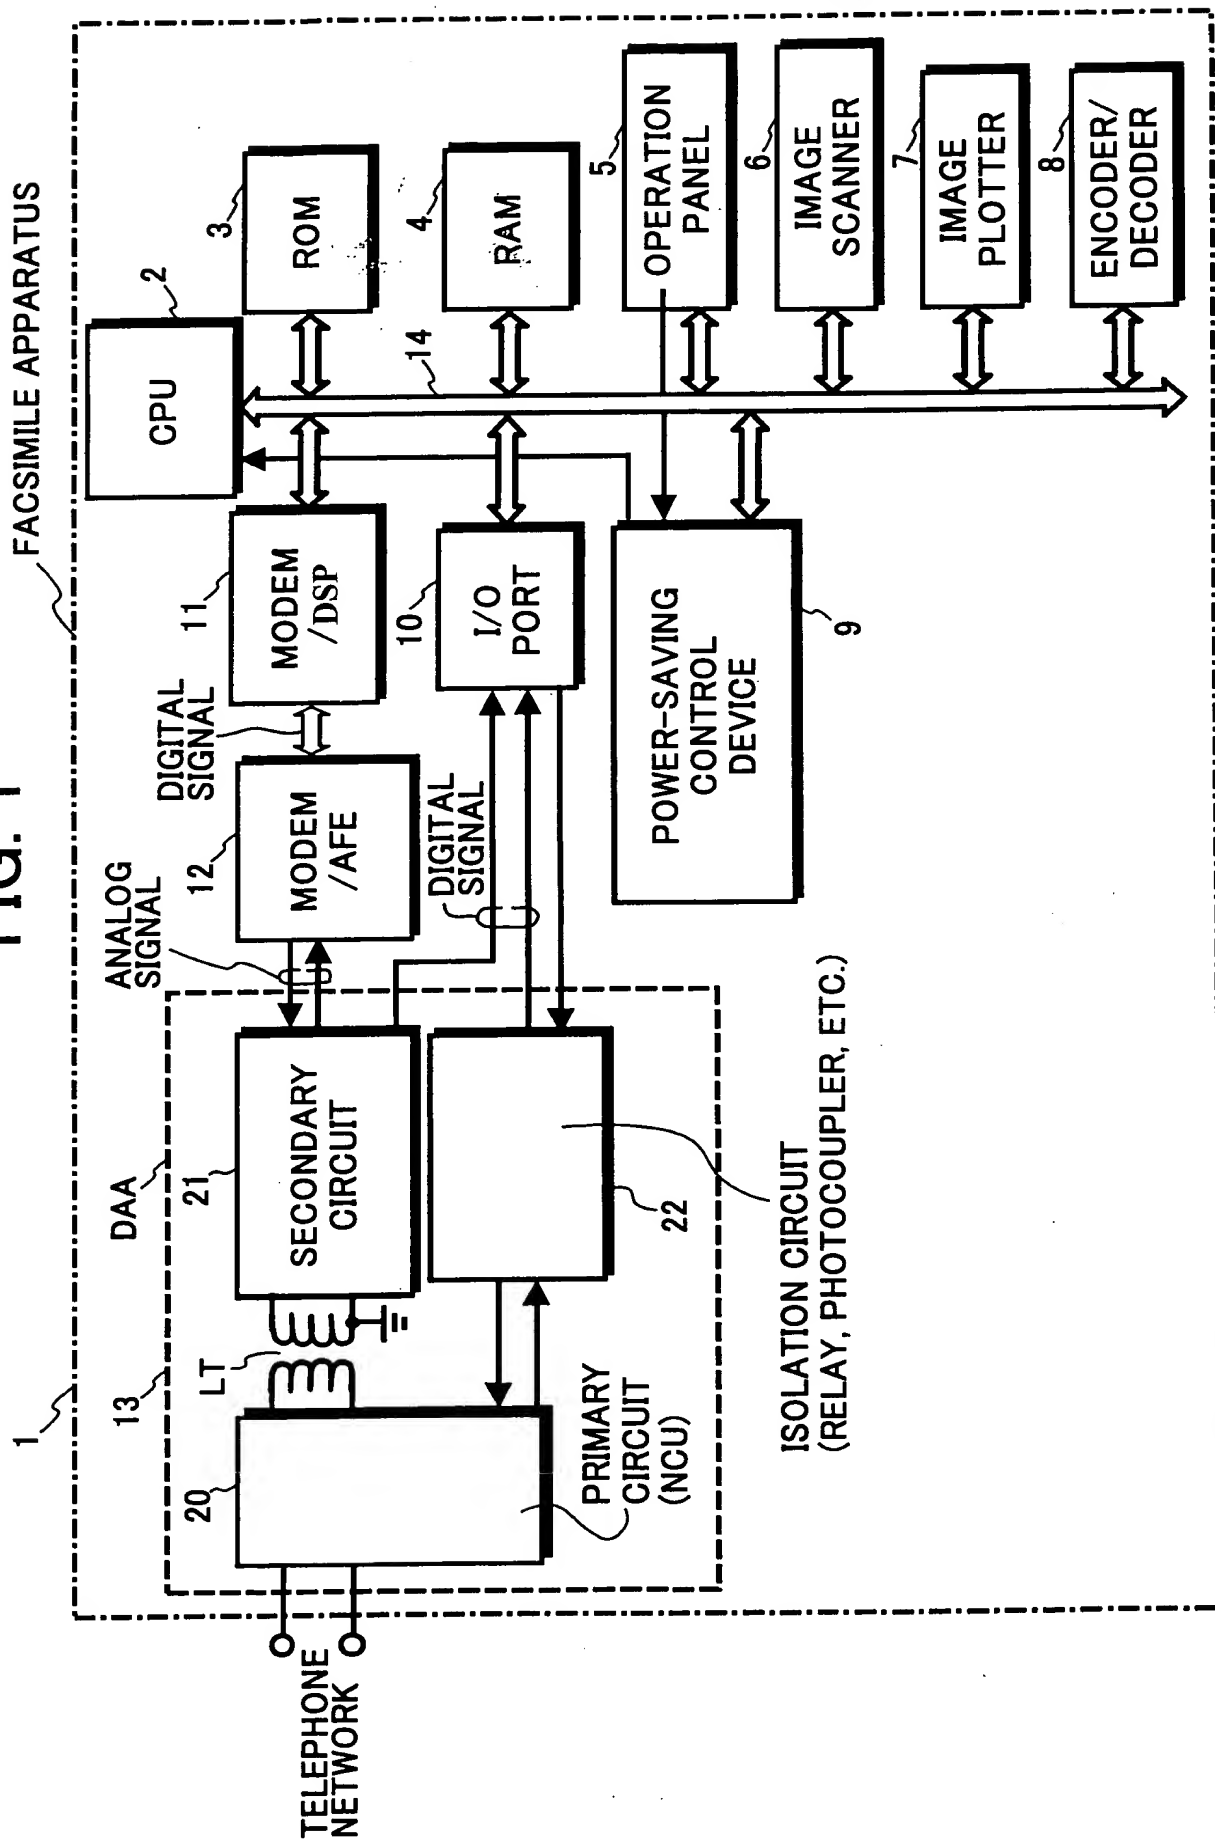 FIG. 1
FACSIMILE APPARATUS
1
2
CPU
3
ROM
4
RAM
5
OPERATION
PANEL
6
IMAGE
SCANNER
7
IMAGE
PLOTTER
8
ENCODER/
DECODER
14
11
MODEM
/DSP
DIGITAL
SIGNAL
12
MODEM
/AFE
ANALOG
SIGNAL
10
I/O
PORT
DIGITAL
SIGNAL
POWER-SAVING
CONTROL
DEVICE
9
DAA
13
21
SECONDARY
CIRCUIT
LT
22
20
PRIMARY
CIRCUIT
(NCU)
ISOLATION CIRCUIT
(RELAY, PHOTOCOUPLER, ETC.)
TELEPHONE
NETWORK